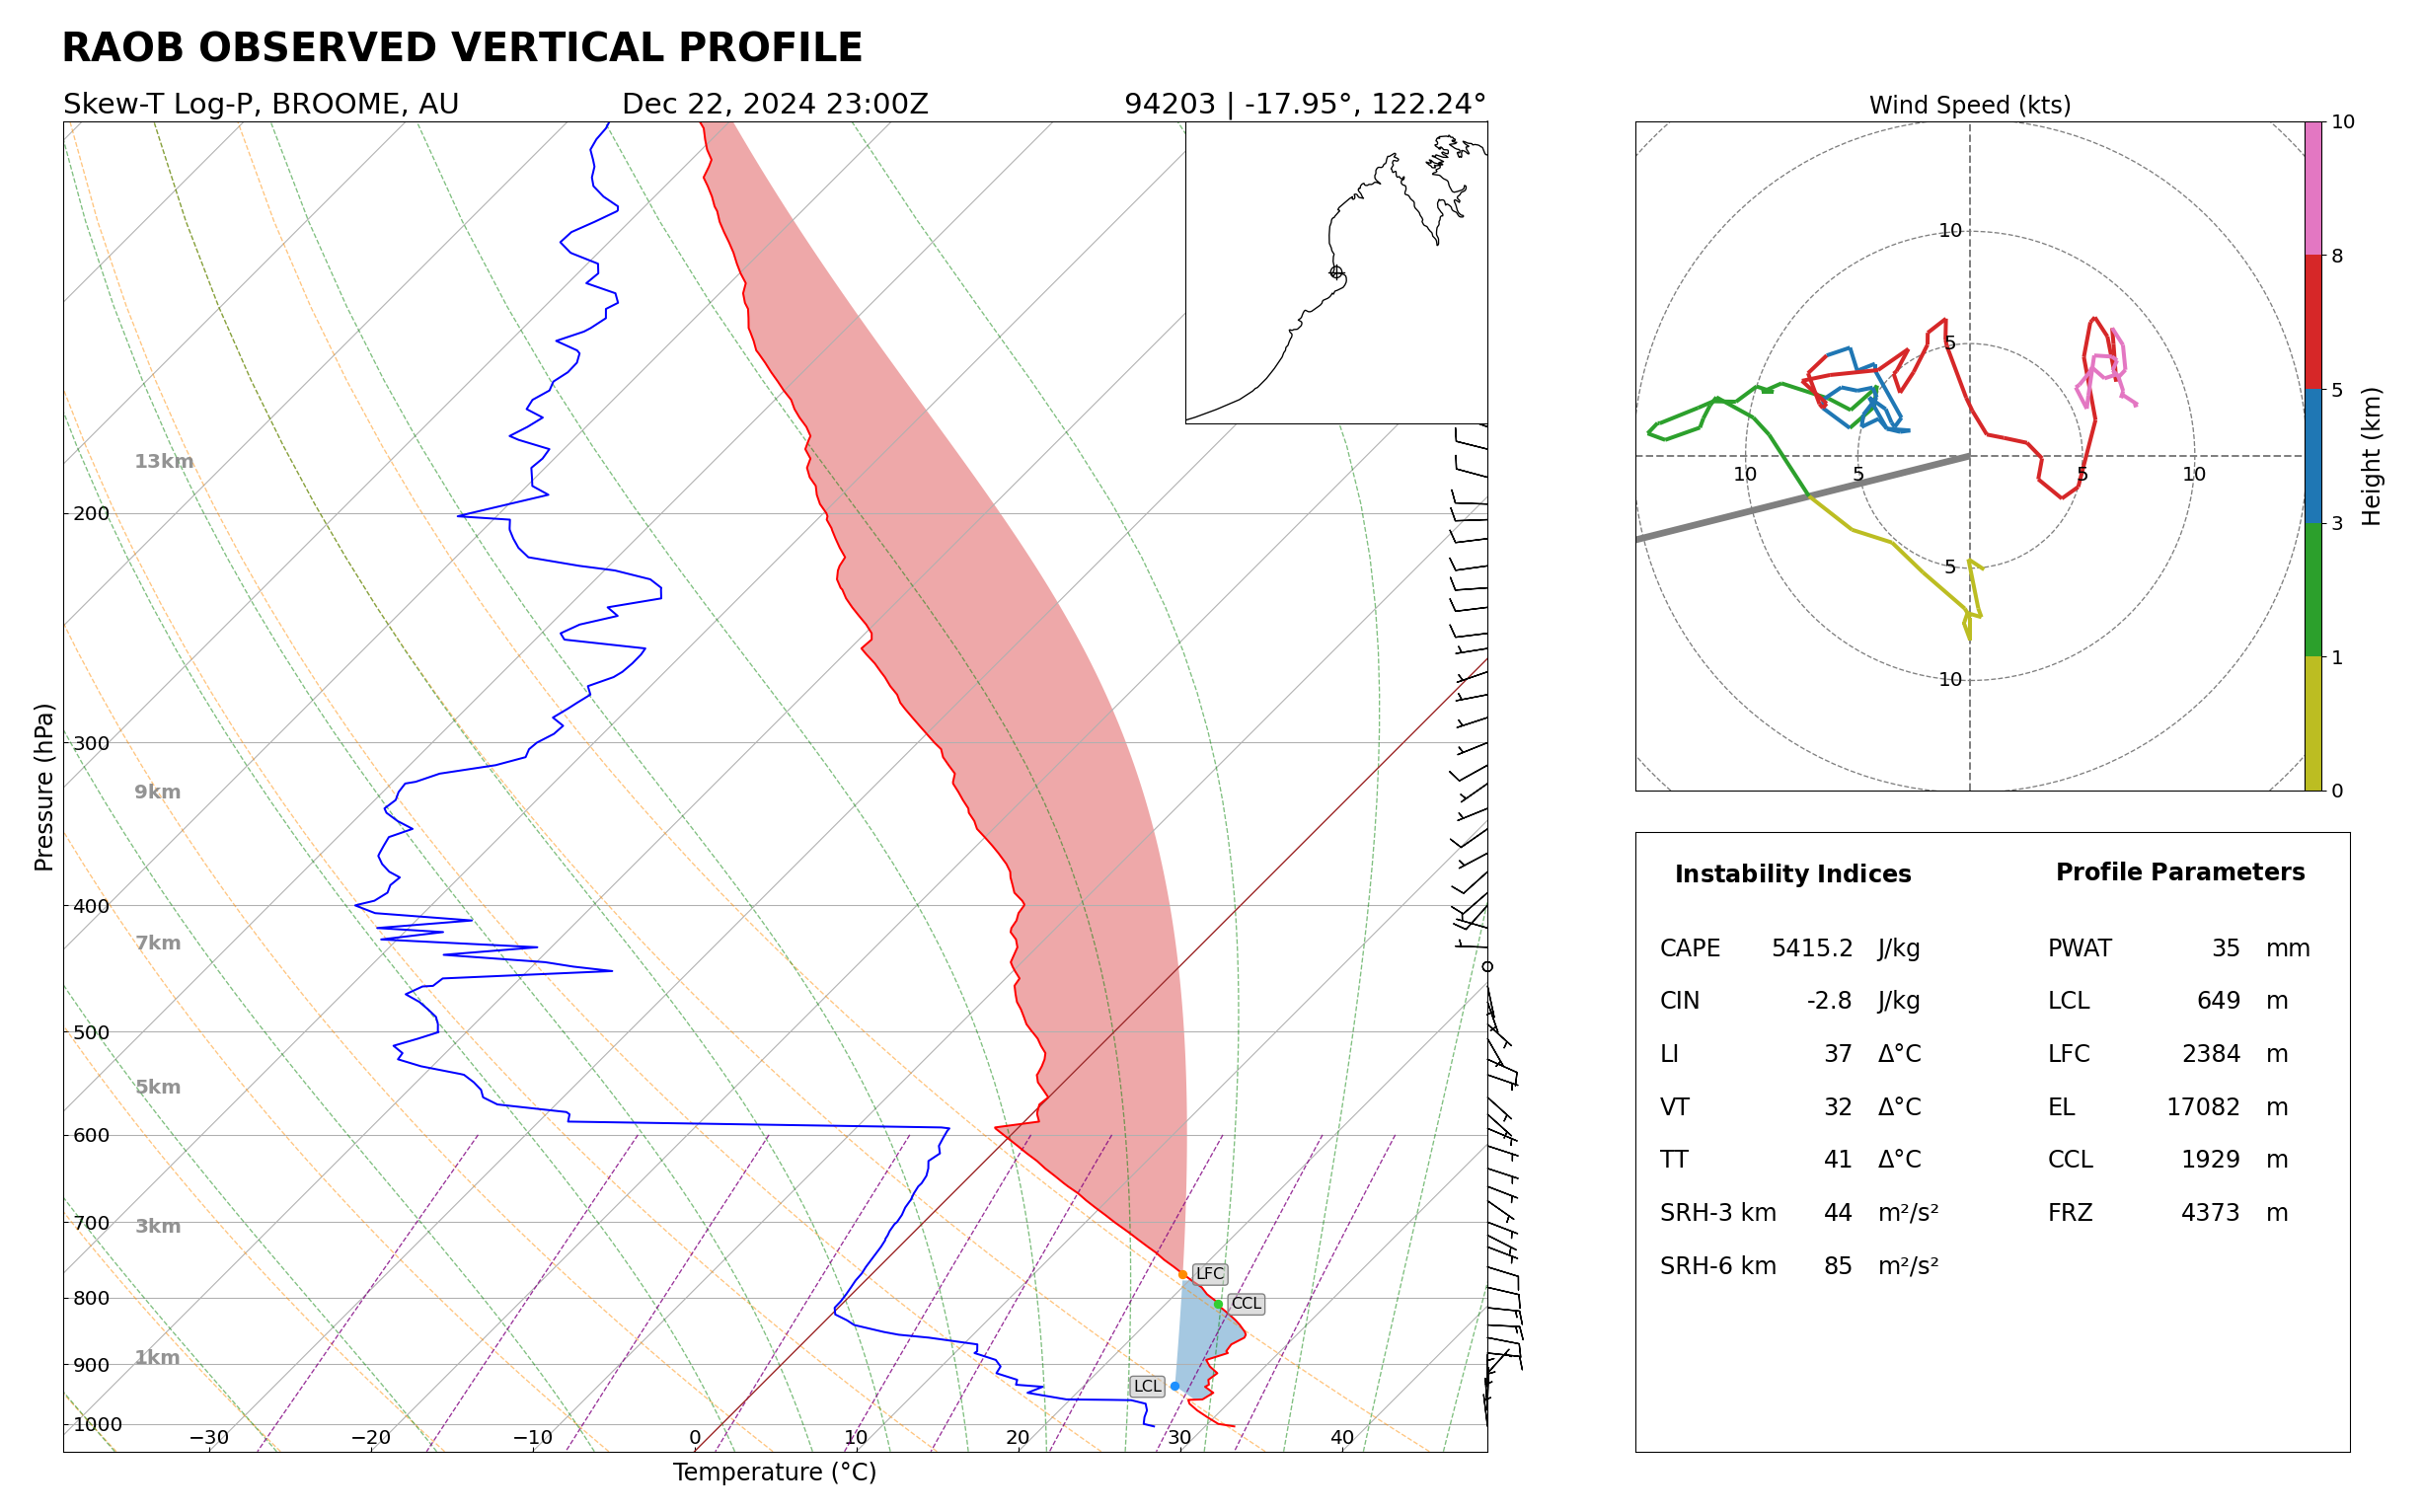 RAOB OBSERVED VERTICAL PROFILE
Skew-T Log-P, BROOME, AU
Dec 22, 2024 23:00Z
94203 | -17.95°, 122.24°
Pressure (hPa)
200
300
400
500
600
700
800
900
1000
13km
9km
7km
5km
3km
1km
LFC
CCL
LCL
−30
−20
−10
0
10
20
30
40
Temperature (°C)
Wind Speed (kts)
10
5
10
5
5
10
5
10
10
8
5
3
1
0
Height (km)
Instability Indices
CAPE 5415.2 J/kg
CIN -2.8 J/kg
LI 37 Δ°C
VT 32 Δ°C
TT 41 Δ°C
SRH-3 km 44 m²/s²
SRH-6 km 85 m²/s²
Profile Parameters
PWAT 35 mm
LCL 649 m
LFC 2384 m
EL 17082 m
CCL 1929 m
FRZ 4373 m